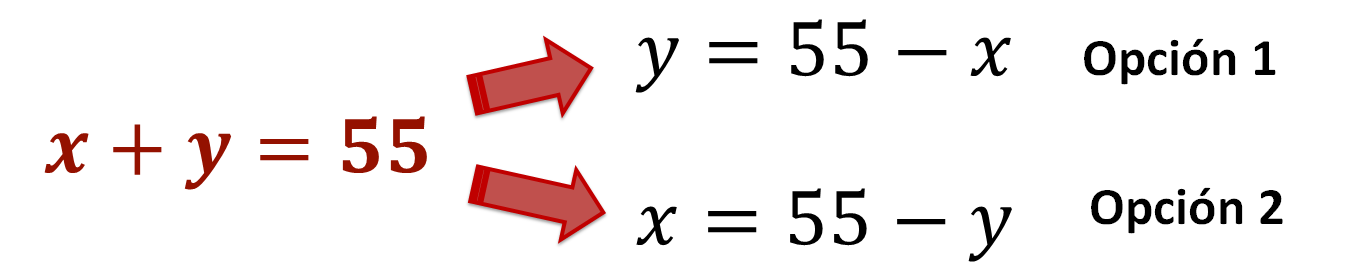 y = 55 − x Opción 1
x + y = 55
x = 55 − y Opción 2